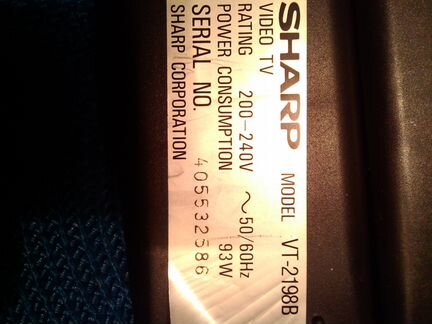 SHARP MODEL VT-2198B
VIDEO TV
RATING 200-240V ~ 50/60Hz
POWER CONSUMPTION 93W
SERIAL NO. 405532586
SHARP CORPORATION